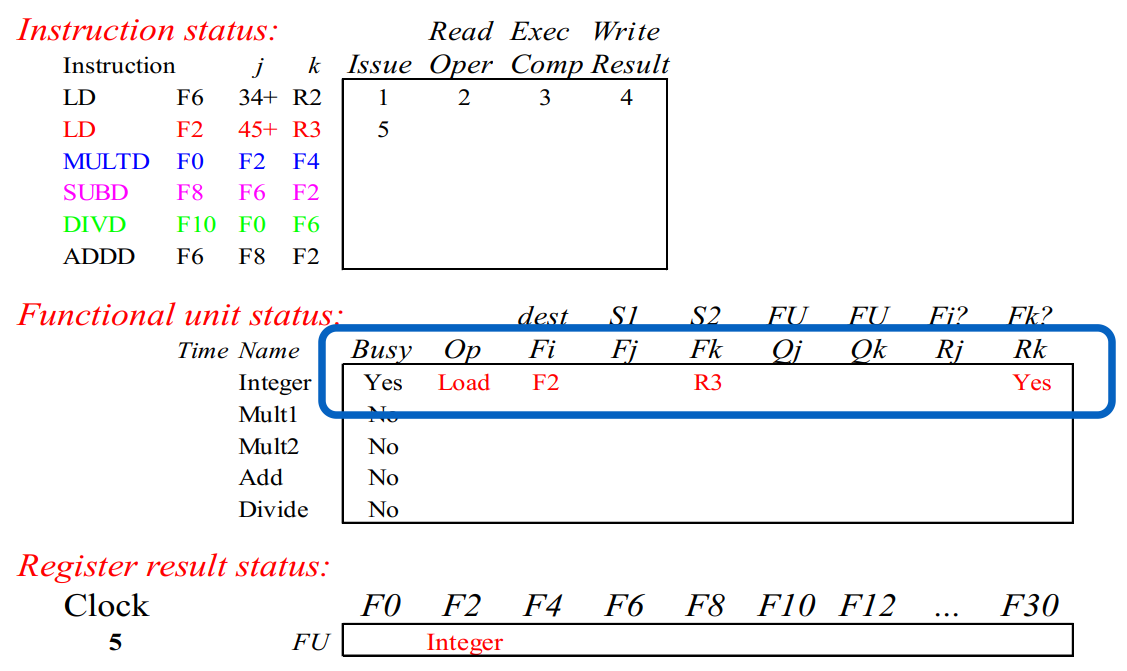 Instruction status: Read Exec Write
Instruction j k Issue Oper Comp Result
LD F6 34+ R2 1 2 3 4
LD F2 45+ R3 5
MULTD F0 F2 F4
SUBD F8 F6 F2
DIVD F10 F0 F6
ADDD F6 F8 F2
Functional unit status: dest S1 S2 FU FU Fi? Fk?
Time Name Busy Op Fi Fj Fk Qj Qk Rj Rk
Integer Yes Load F2 R3 Yes
Mult1 No
Mult2 No
Add No
Divide No
Register result status:
Clock F0 F2 F4 F6 F8 F10 F12 ... F30
5 FU Integer